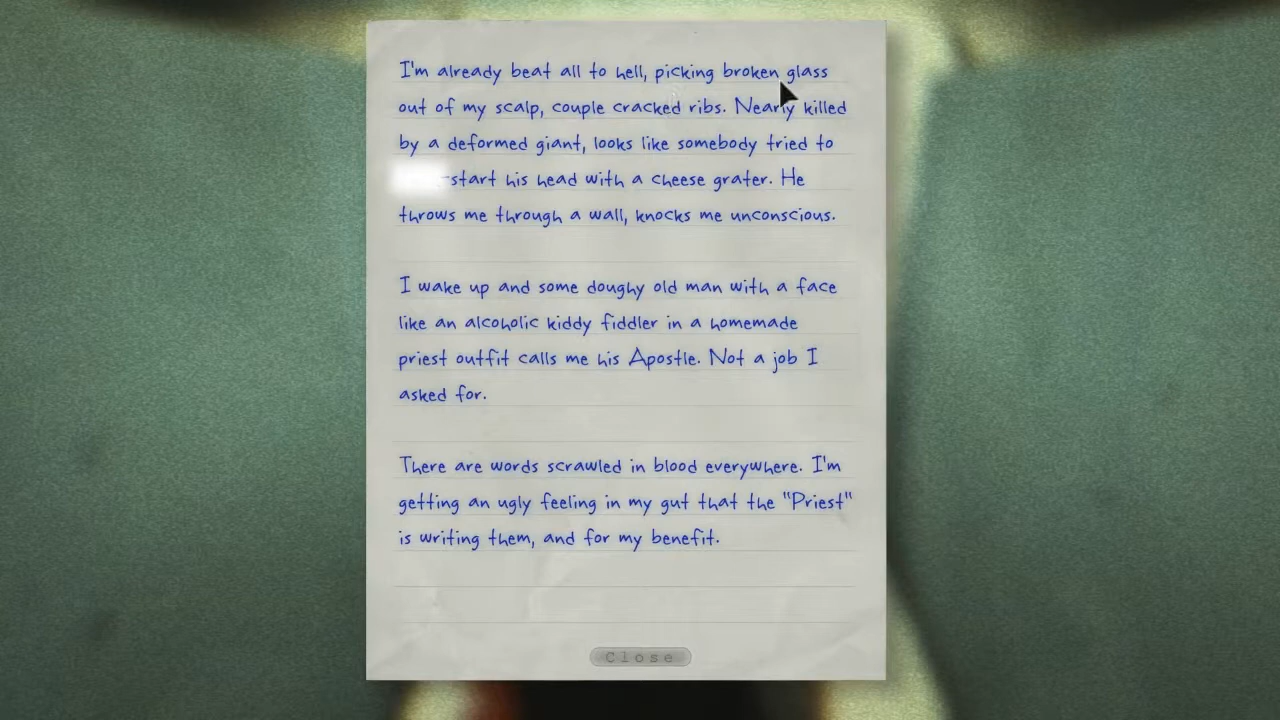 I'm already beat all to hell, picking broken glass
out of my scalp, couple cracked ribs. Nearly killed
by a deformed giant, looks like somebody tried to
start his head with a cheese grater. He
throws me through a wall, knocks me unconscious.
I wake up and some doughy old man with a face
like an alcoholic kiddy fiddler in a homemade
priest outfit calls me his Apostle. Not a job I
asked for.
There are words scrawled in blood everywhere. I'm
getting an ugly feeling in my gut that the "Priest"
is writing them, and for my benefit.
Close